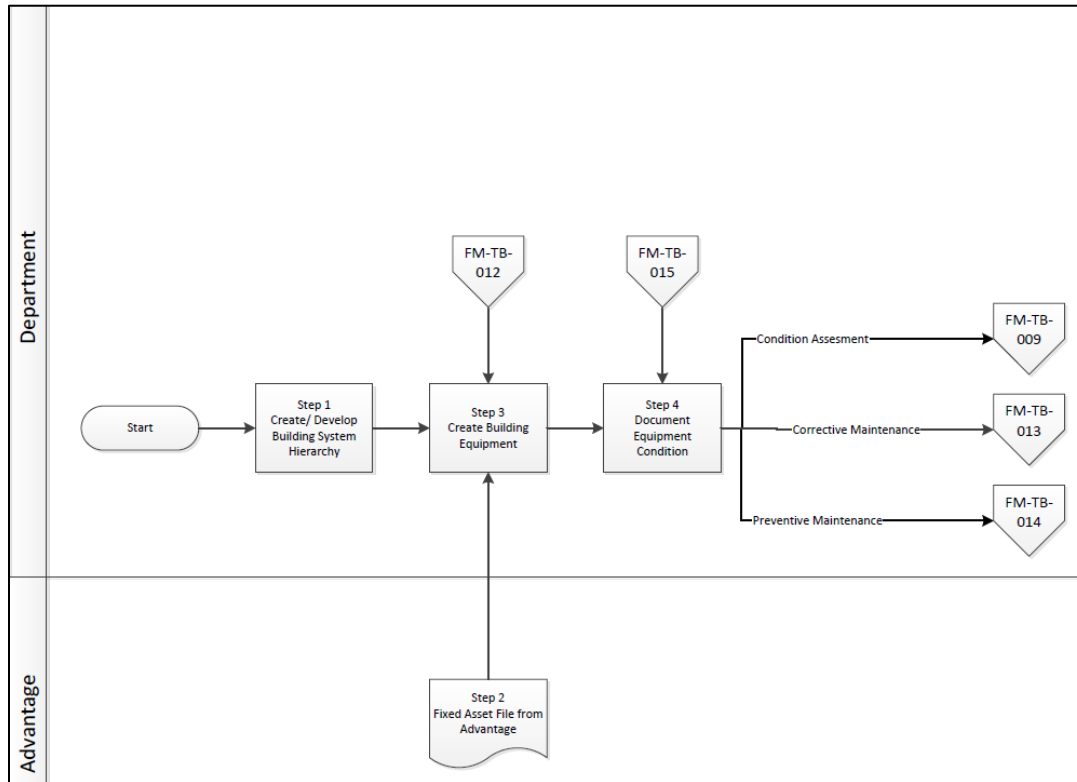 Department
FM-TB-
012
FM-TB-
015
FM-TB-
009
Condition Assesment
Start
Step 1
Create/ Develop
Building System
Hierarchy
Step 3
Create Building
Equipment
Step 4
Document
Equipment
Condition
Corrective Maintenance
FM-TB-
013
Preventive Maintenance
FM-TB-
014
Advantage
Step 2
Fixed Asset File from
Advantage